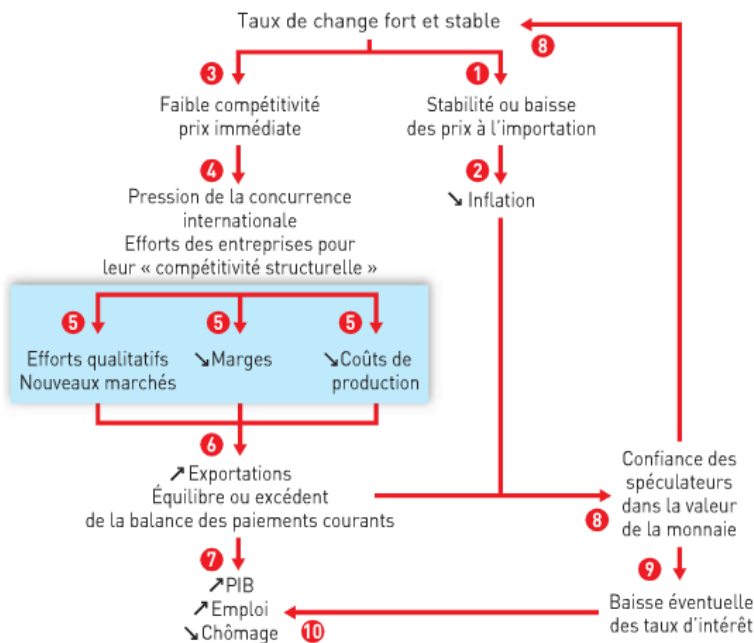 Taux de change fort et stable
8
3
1
Faible compétitivité
prix immédiate
Stabilité ou baisse
des prix à l'importation
4
2
Pression de la concurrence
internationale
Efforts des entreprises pour
leur « compétitivité structurelle »
↘ Inflation
5
5
5
Efforts qualitatifs
Nouveaux marchés
↘Marges
↘Coûts de
production
6
↗Exportations
Équilibre ou excédent
de la balance des paiements courants
8
Confiance des
spéculateurs
dans la valeur
de la monnaie
7
9
↗PIB
↗Emploi
↘Chômage
10
Baisse éventuelle
des taux d'intérêt